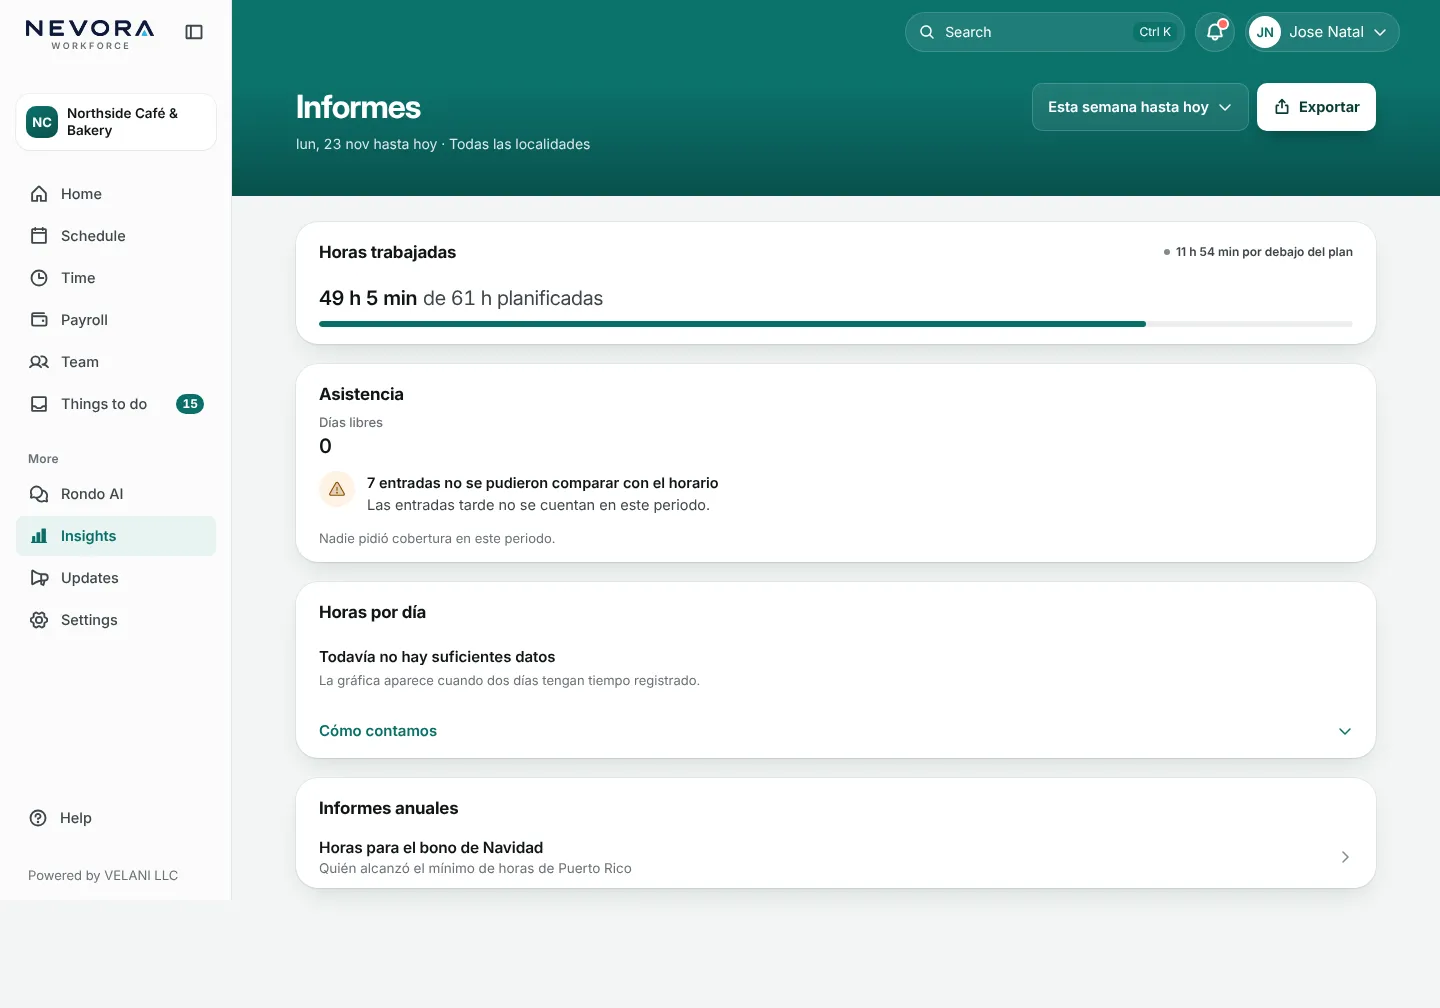 NEVORA
WORKFORCE
Search
Ctrl K
JN
Jose Natal
Northside Café &
Bakery
NC
Home
Schedule
Time
Payroll
Team
Things to do
15
More
Rondo AI
Insights
Updates
Settings
Help
Powered by VELANI LLC
Informes
lun, 23 nov hasta hoy · Todas las localidades
Esta semana hasta hoy
Exportar
Horas trabajadas
11 h 54 min por debajo del plan
49 h 5 min de 61 h planificadas
Asistencia
Días libres
0
7 entradas no se pudieron comparar con el horario
Las entradas tarde no se cuentan en este periodo.
Nadie pidió cobertura en este periodo.
Horas por día
Todavía no hay suficientes datos
La gráfica aparece cuando dos días tengan tiempo registrado.
Cómo contamos
Informes anuales
Horas para el bono de Navidad
Quién alcanzó el mínimo de horas de Puerto Rico